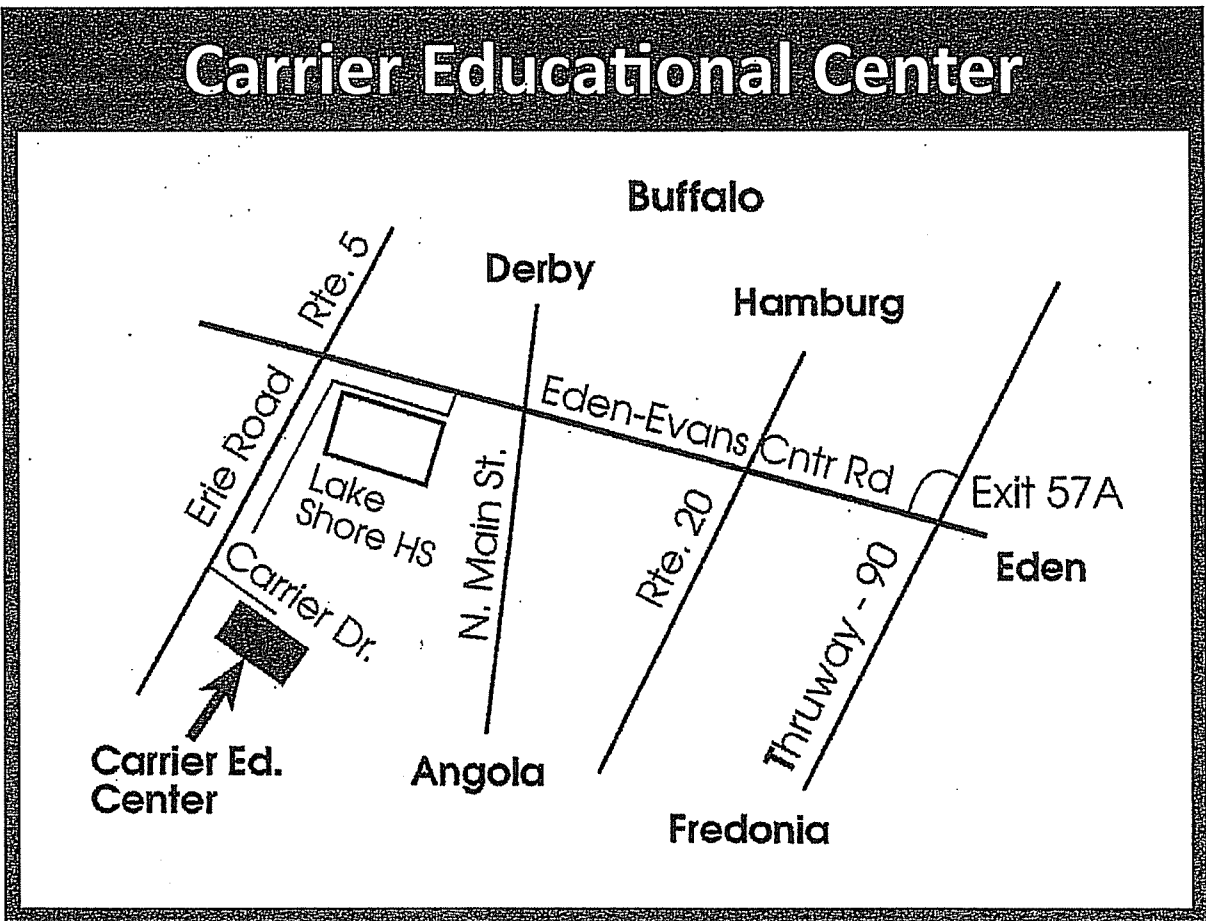 Carrier Educational Center
Buffalo
Derby
Hamburg
Rte. 5
Erie Road
Eden-Evans Cntr Rd
Exit 57A
Eden
Lake
Shore HS
N. Main St.
Rte. 20
Thruway - 90
Carrier Dr.
Carrier Ed.
Center
Angola
Fredonia